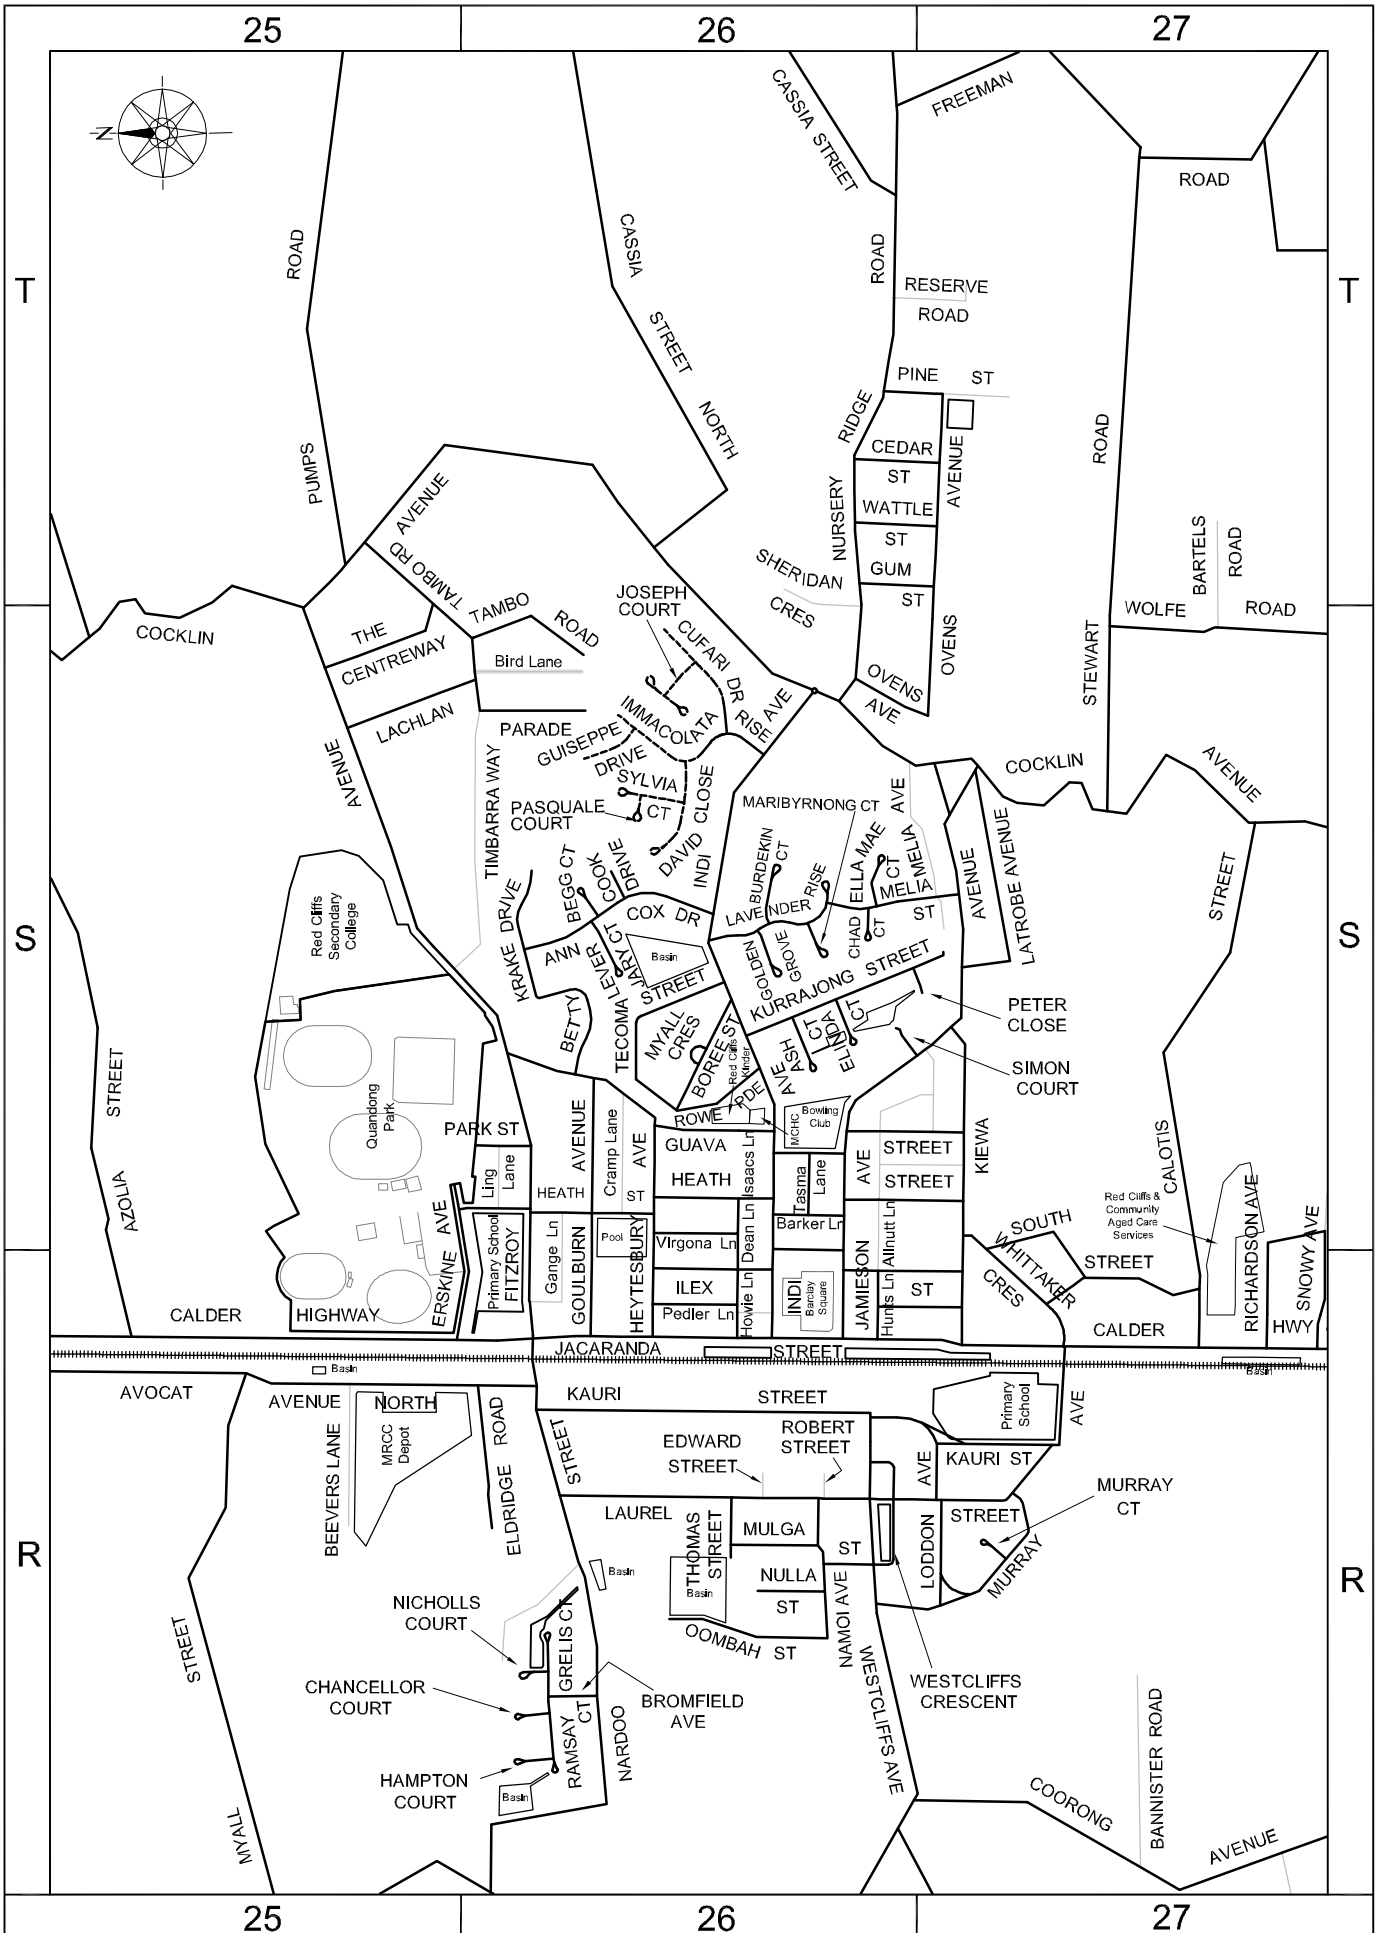 25
26
27
N
T
T
CASSIA STREET
FREEMAN
ROAD
ROAD
CASSIA
STREET
NORTH
ROAD
RESERVE
ROAD
PINE ST
RIDGE
CEDAR
ST
WATTLE
ST
GUM
ST
AVENUE
ROAD
PUMPS
AVENUE
TAMBO RD
NURSERY
SHERIDAN
CRES
BARTELS
ROAD
WOLFE ROAD
COCKLIN
THE
CENTREWAY
TAMBO
ROAD
JOSEPH
COURT
CUFARI
DR
Bird Lane
OVENS
OVENS
AVE
STEWART
LACHLAN
PARADE
IMMACOLATA
RISE
AVE
GUISEPPE
DRIVE
SYLVIA
CT
PASQUALE
COURT
DAVID
CLOSE
INDI
AVENUE
TIMBARRA WAY
COCKLIN
AVENUE
MARIBYRNONG CT
AVE
MELIA
BURDEKIN
CT
RISE
ELLA MAE
CT
MELIA
ST
AVENUE
LATROBE AVENUE
STREET
S
S
Red Cliffs
Secondary
College
KRAKE DRIVE
BEGG CT
COOK
DRIVE
COX DR
LAVENDER
ANN
LEVER
JARY CT
Basin
STREET
TECOMA
BETTY
GOLDEN
GROVE
CHAD
CT
KURRAJONG STREET
MYALL
CRES
BOREE ST
Red Cliffs
Kinder
ASH
CT
ELINDA
CT
AVE
PETER
CLOSE
SIMON
COURT
STREET
AZOLIA
Quandong
Park
PARK ST
AVENUE
Cramp Lane
AVE
ROWE
PDE
MCHC
Bowling
Club
GUAVA
STREET
KIEWA
CALOTIS
Ling
Lane
HEATH
ST
HEATH
Isaacs Ln
Tasma
Lane
AVE
STREET
Red Cliffs &
Community
Aged Care
Services
RICHARDSON AVE
SNOWY AVE
ERSKINE AVE
Primary School
FITZROY
Gange Ln
GOULBURN
Pool
HEYTESBURY
Virgona Ln
Dean Ln
Barker Ln
JAMIESON
Allnutt Ln
SOUTH
STREET
WHITTAKER
CRES
ILEX
Pedler Ln
Howie Ln
INDI
Barclay
Square
Hunts Ln
ST
CALDER HIGHWAY
CALDER
HWY
JACARANDA STREET
Basin
Basin
AVOCAT
AVENUE NORTH
KAURI STREET
BEEVERS LANE
MRCC
Depot
ELDRIDGE ROAD
STREET
EDWARD
STREET
ROBERT
STREET
Primary
School
AVE
AVE
KAURI ST
R
R
LAUREL
THOMAS
STREET
MULGA
ST
STREET
LODDON
MURRAY
CT
MURRAY
Basin
Basin
NULLA
ST
OOMBAH ST
NAMOI AVE
WESTCLIFFS AVE
WESTCLIFFS
CRESCENT
NICHOLLS
COURT
GRELIS CT
CHANCELLOR
COURT
BROMFIELD
AVE
RAMSAY
CT
NARDOO
HAMPTON
COURT
Basin
STREET
MYALL
BANNISTER ROAD
COORONG
AVENUE
25
26
27